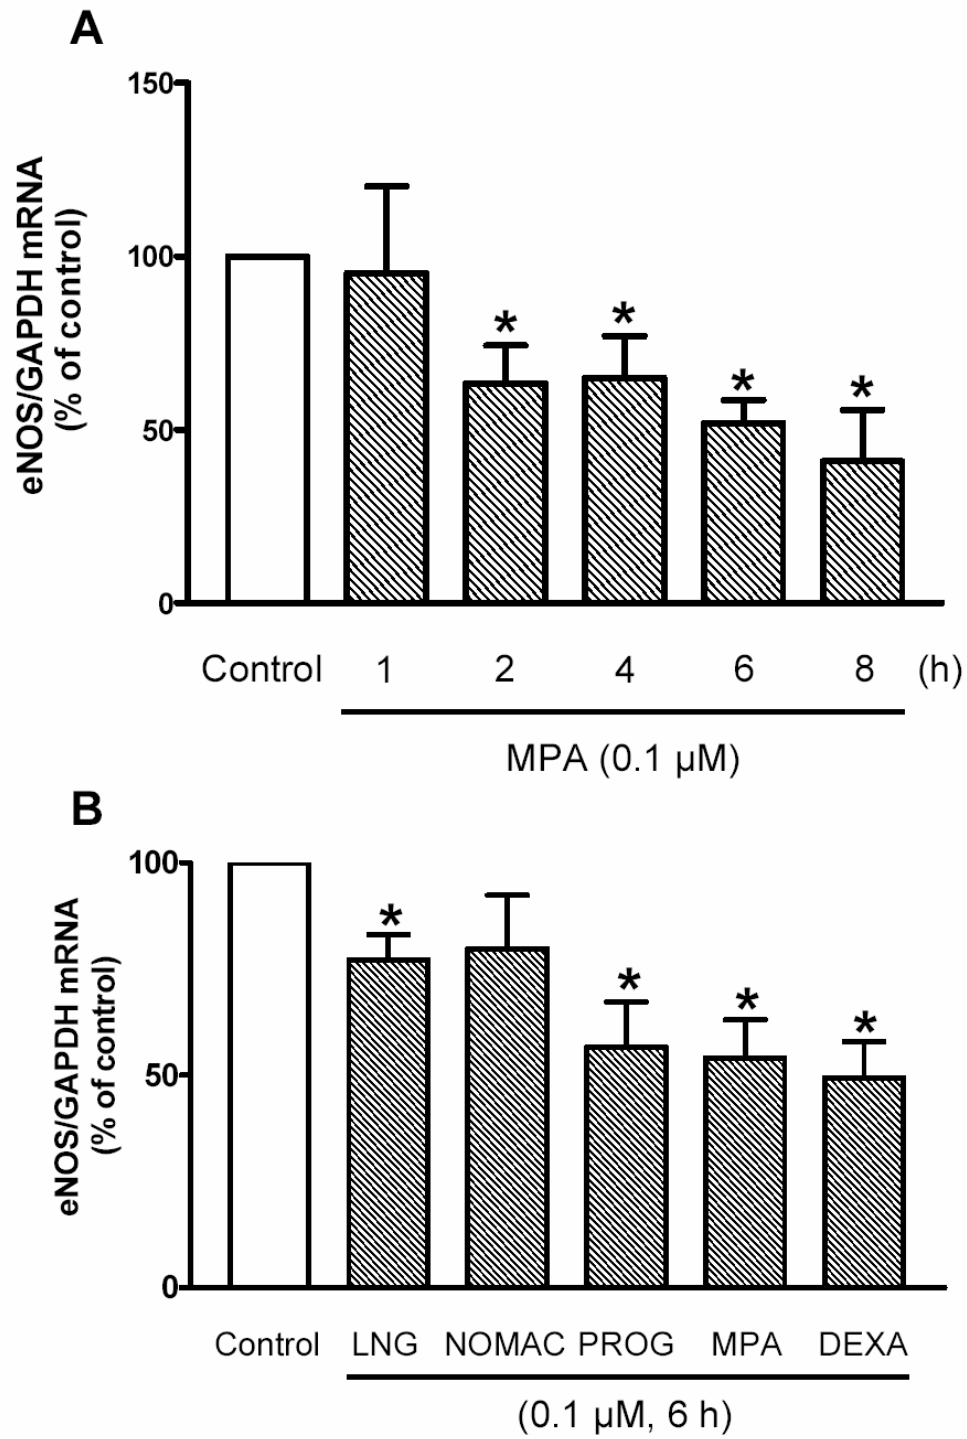 A
150
100
50
0
eNOS/GAPDH mRNA
(% of control)
*
*
*
*
Control 1 2 4 6 8 (h)
MPA (0.1 µM)
B
100
50
0
eNOS/GAPDH mRNA
(% of control)
*
*
*
*
Control LNG NOMAC PROG MPA DEXA
(0.1 µM, 6 h)